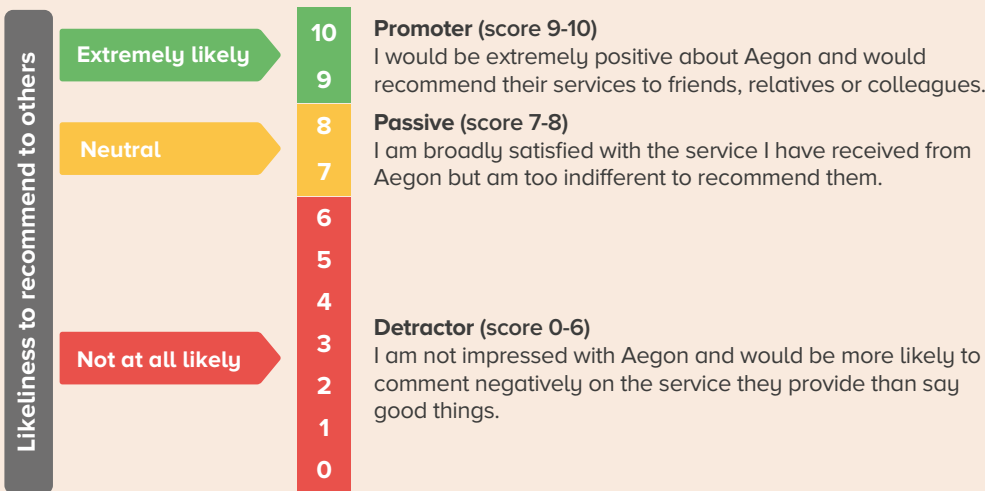 Likeliness to recommend to others
Extremely likely
10
9
Promoter (score 9-10)
I would be extremely positive about Aegon and would
recommend their services to friends, relatives or colleagues.
Neutral
8
7
Passive (score 7-8)
I am broadly satisfied with the service I have received from
Aegon but am too indifferent to recommend them.
6
5
4
3
2
1
0
Not at all likely
Detractor (score 0-6)
I am not impressed with Aegon and would be more likely to
comment negatively on the service they provide than say
good things.